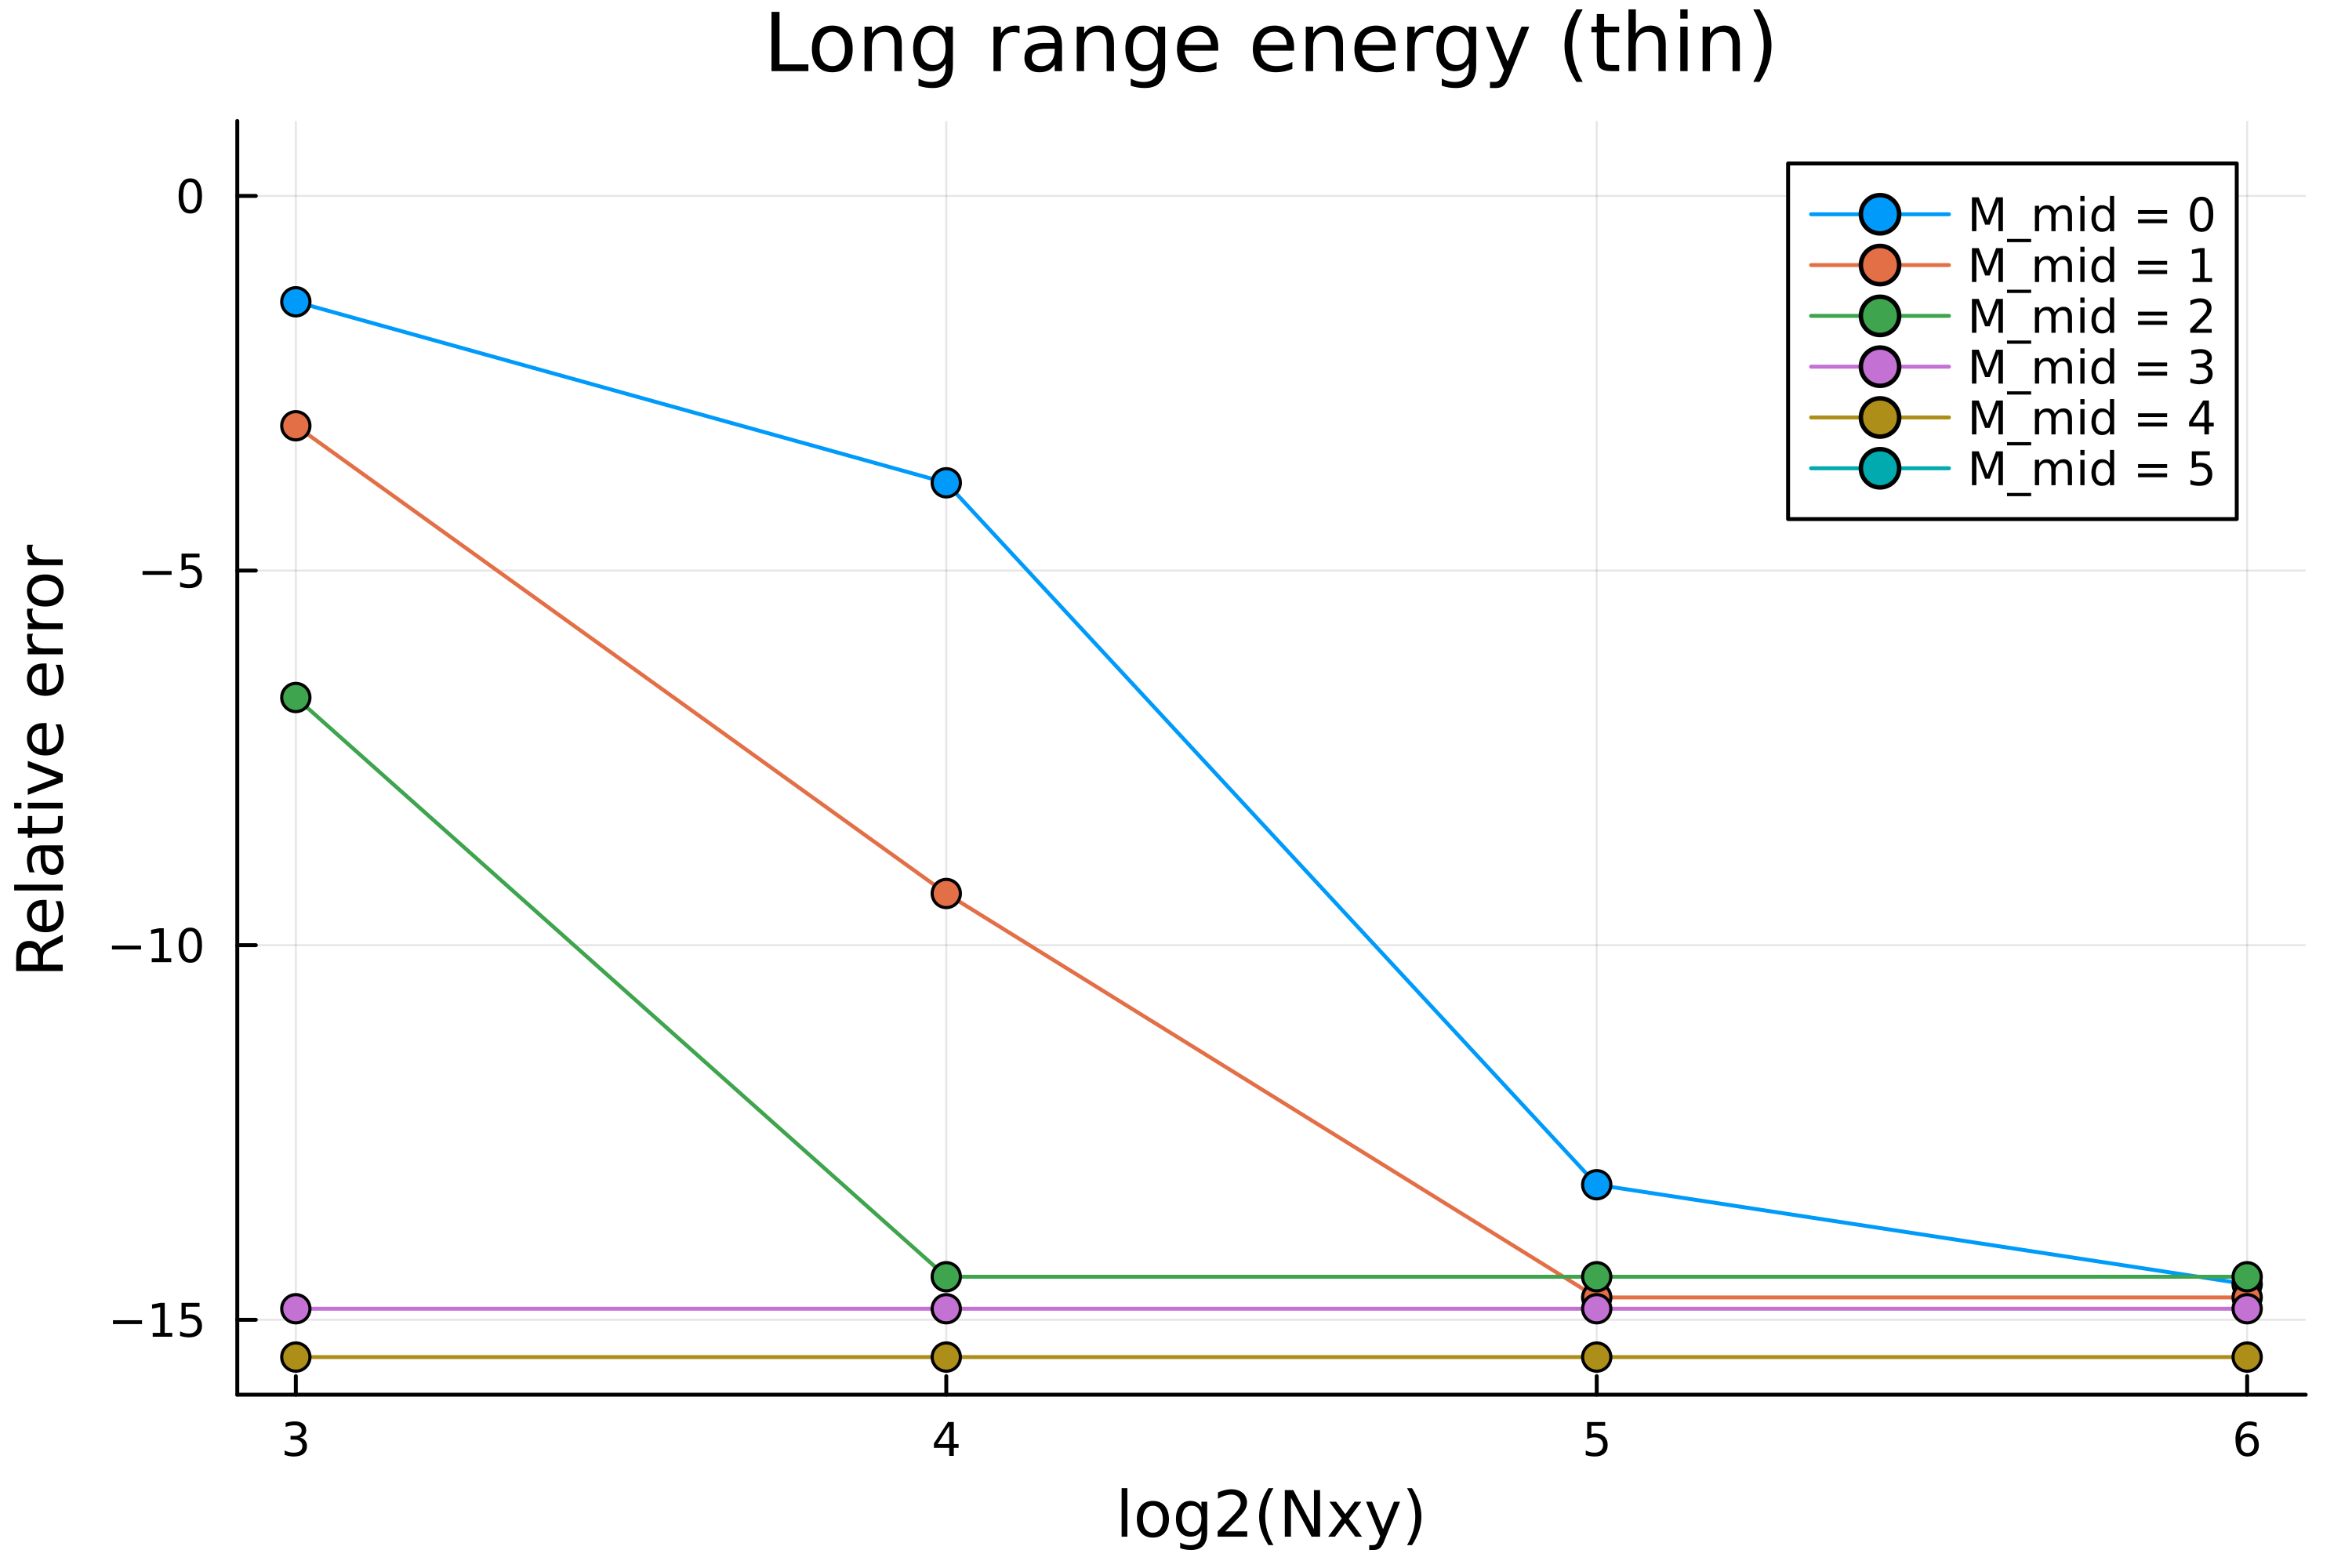 Long range energy (thin)
M_mid = 0
M_mid = 1
M_mid = 2
M_mid = 3
M_mid = 4
M_mid = 5
Relative error
0
−5
−10
−15
3 4 5 6
log2(Nxy)